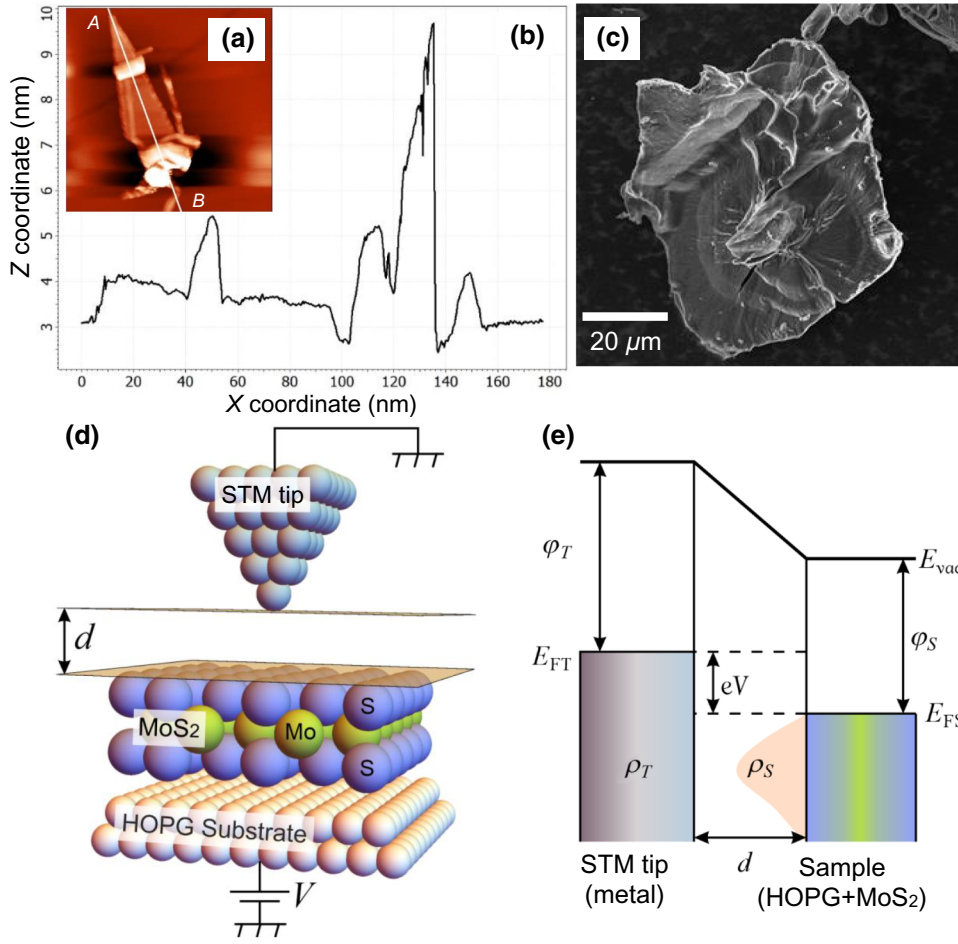 (a)
A
B
(b)
10
9
8
7
6
5
4
3
Z coordinate (nm)
0 20 40 60 80 100 120 140 160 180
X coordinate (nm)
(c)
20 μm
(d)
STM tip
d
S
MoS2
Mo
S
HOPG Substrate
V
(e)
φT
Evac
φS
EFT
eV
EFS
ρT
ρS
d
STM tip
(metal)
Sample
(HOPG+MoS2)